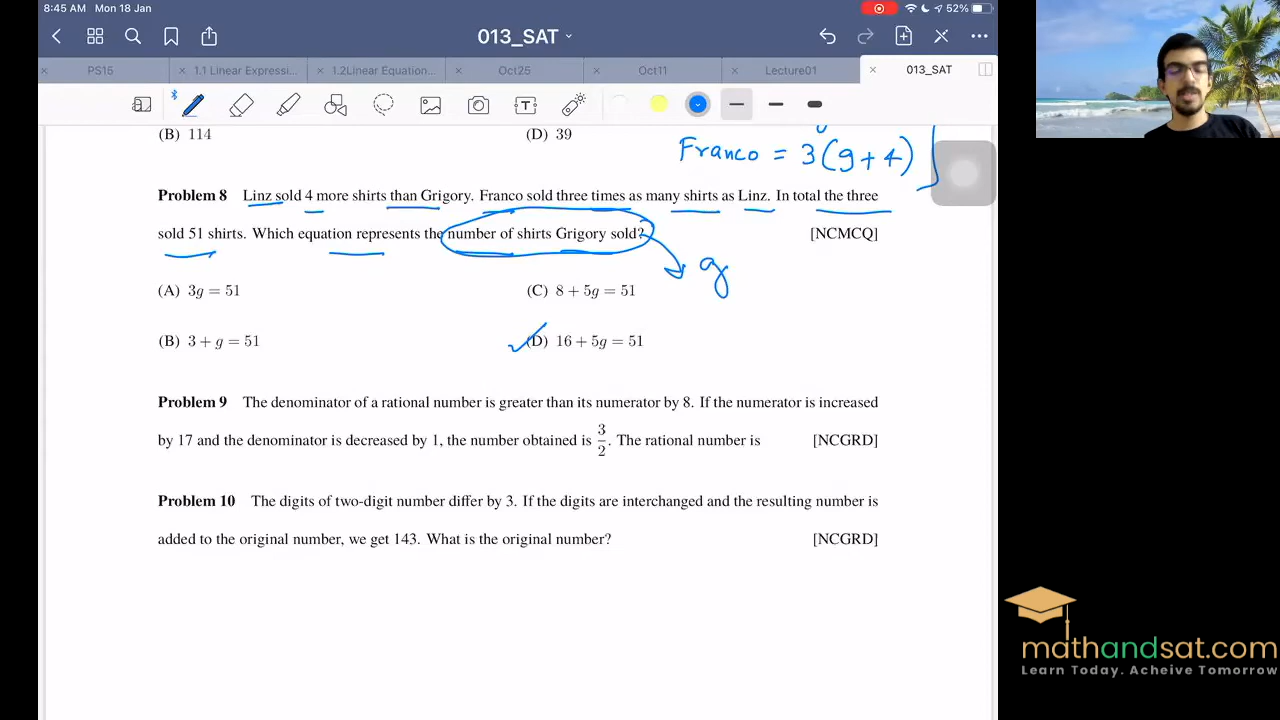 8:45 AM Mon 18 Jan 52%
013_SAT
PS15 1.1 Linear Expressi... 1.2Linear Equation... Oct25 Oct11 Lecture01 013_SAT
(B) 114 (D) 39
Franco = 3(g+4)
Problem 8 Linz sold 4 more shirts than Grigory. Franco sold three times as many shirts as Linz. In total the three
sold 51 shirts. Which equation represents the number of shirts Grigory sold? [NCMCQ]
g
(A) 3g = 51 (C) 8 + 5g = 51
(B) 3 + g = 51 (D) 16 + 5g = 51
Problem 9 The denominator of a rational number is greater than its numerator by 8. If the numerator is increased
by 17 and the denominator is decreased by 1, the number obtained is 3/2. The rational number is [NCGRD]
Problem 10 The digits of two-digit number differ by 3. If the digits are interchanged and the resulting number is
added to the original number, we get 143. What is the original number? [NCGRD]
mathandsat.com
Learn Today. Acheive Tomorrow